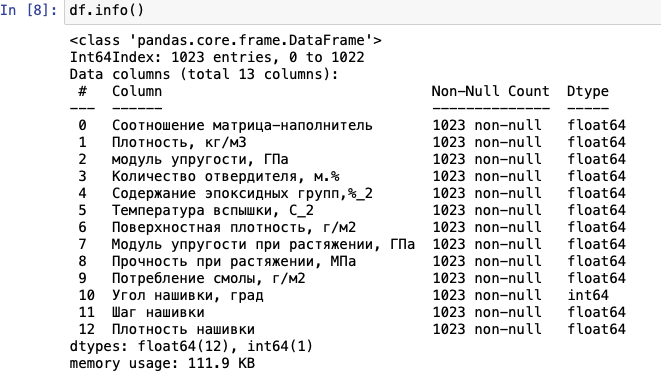 In [8]: df.info()
<class 'pandas.core.frame.DataFrame'>
Int64Index: 1023 entries, 0 to 1022
Data columns (total 13 columns):
 #   Column                                Non-Null Count  Dtype
---  ------                                --------------  -----
 0   Соотношение матрица-наполнитель       1023 non-null   float64
 1   Плотность, кг/м3                      1023 non-null   float64
 2   модуль упругости, ГПа                 1023 non-null   float64
 3   Количество отвердителя, м.%           1023 non-null   float64
 4   Содержание эпоксидных групп,%_2       1023 non-null   float64
 5   Температура вспышки, С_2              1023 non-null   float64
 6   Поверхностная плотность, г/м2         1023 non-null   float64
 7   Модуль упругости при растяжении, ГПа  1023 non-null   float64
 8   Прочность при растяжении, МПа         1023 non-null   float64
 9   Потребление смолы, г/м2               1023 non-null   float64
 10  Угол нашивки, град                    1023 non-null   int64
 11  Шаг нашивки                           1023 non-null   float64
 12  Плотность нашивки                     1023 non-null   float64
dtypes: float64(12), int64(1)
memory usage: 111.9 KB